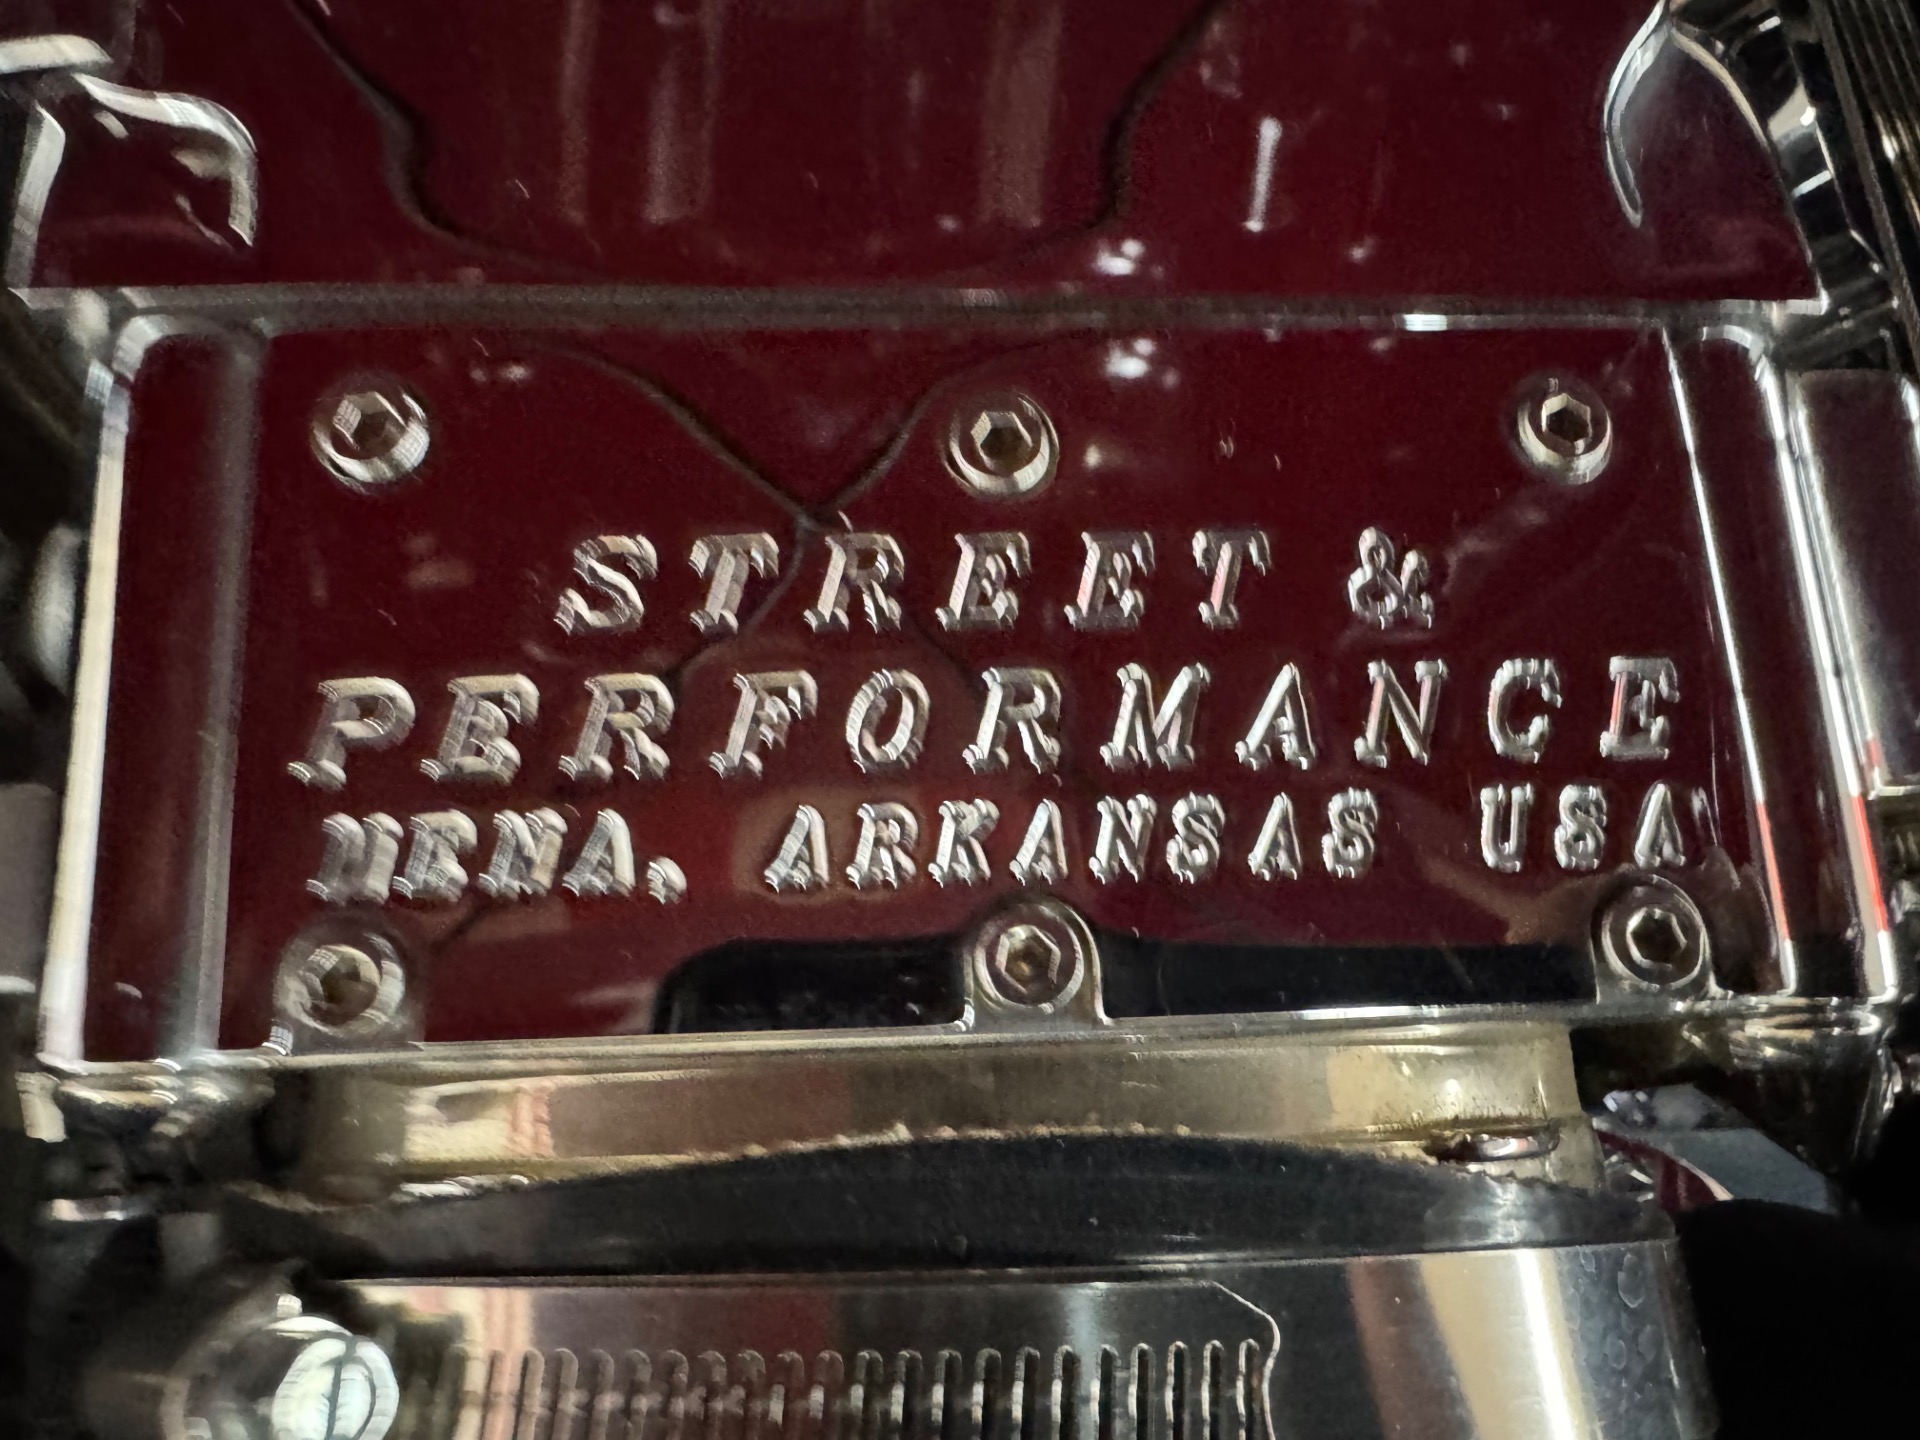 STREET &
PERFORMANCE
MENA, ARKANSAS USA